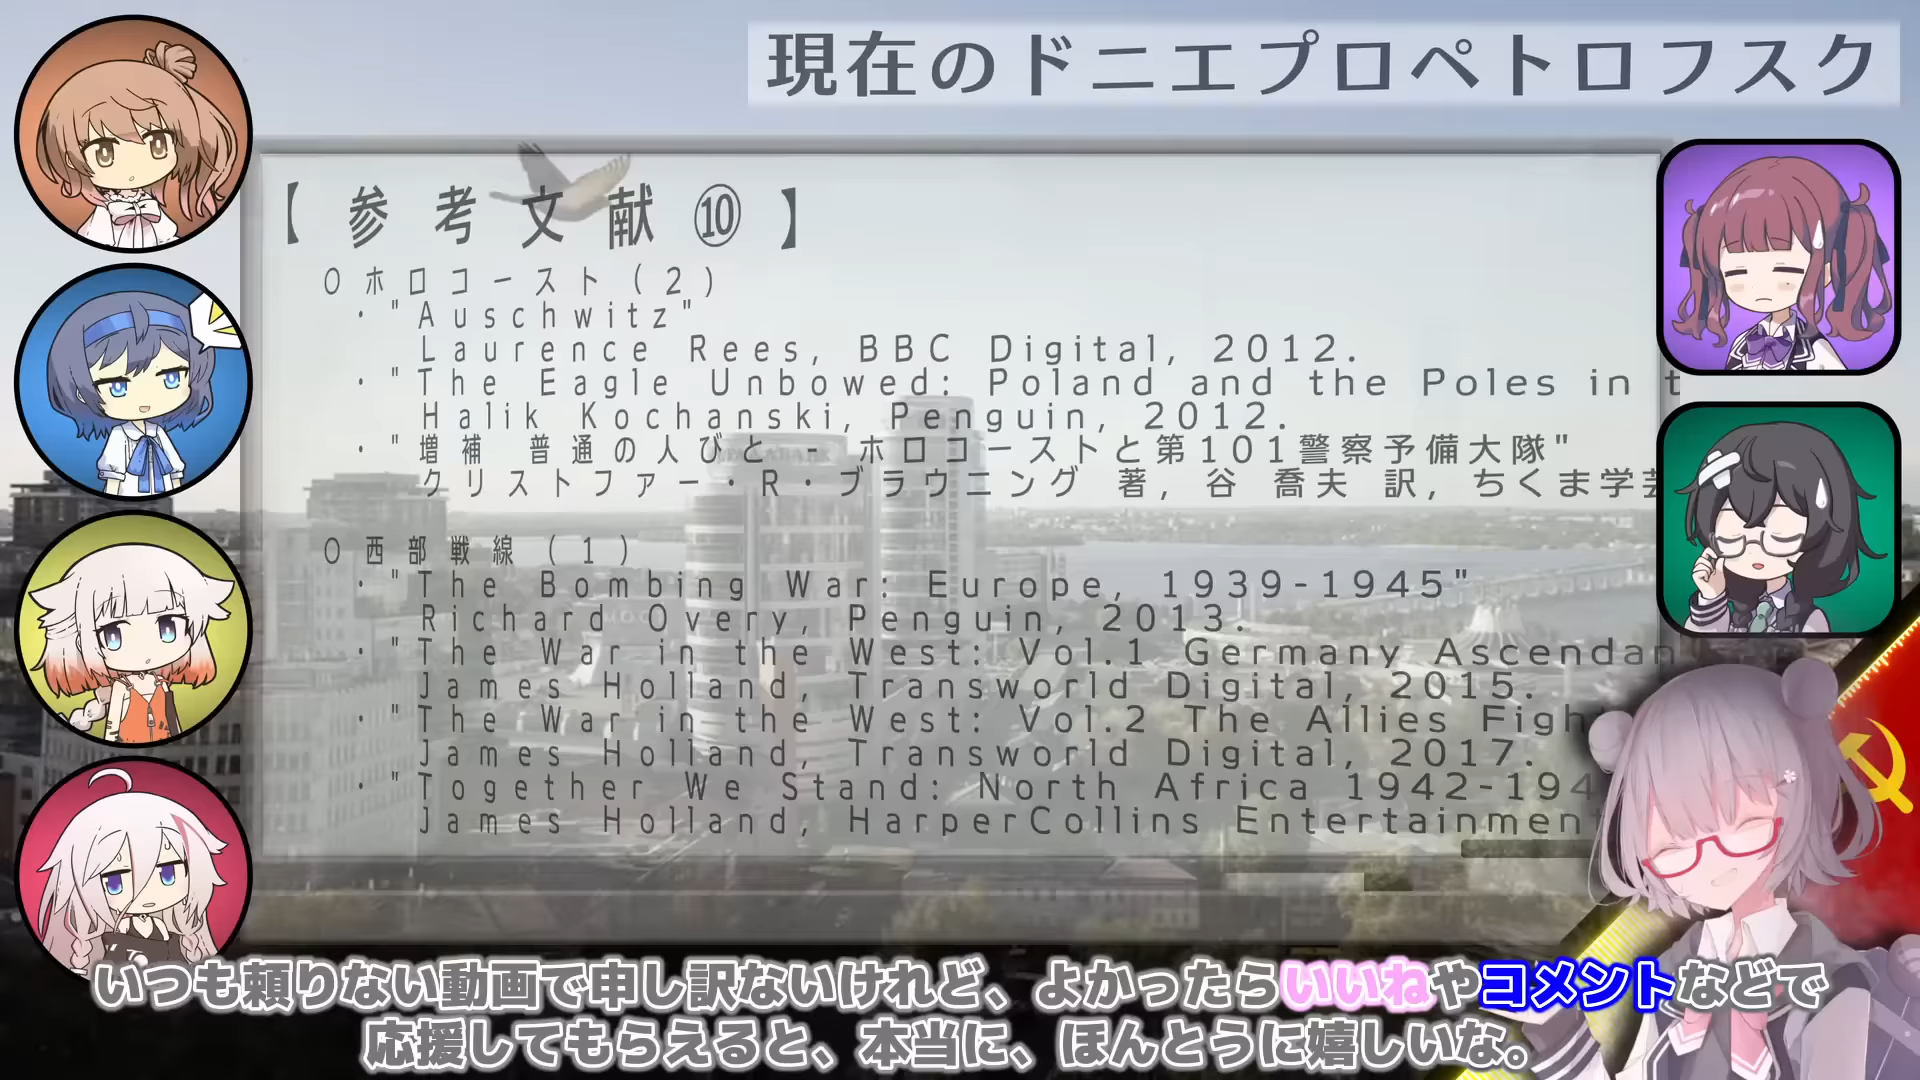 現在のドニエプロペトロフスク
【参考文献⑩】
○ホロコースト(2)
・"Auschwitz"
Laurence Rees, BBC Digital, 2012.
・"The Eagle Unbowed: Poland and the Poles in t
Halik Kochanski, Penguin, 2012.
・"増補 普通の人びと - ホロコーストと第101警察予備大隊"
クリストファー・R・ブラウニング 著, 谷 喬夫 訳, ちくま学芸
○西部戦線(1)
・"The Bombing War: Europe, 1939-1945"
Richard Overy, Penguin, 2013.
・"The War in the West: Vol.1 Germany Ascendan
James Holland, Transworld Digital, 2015.
・"The War in the West: Vol.2 The Allies Figh
James Holland, Transworld Digital, 2017.
・"Together We Stand: North Africa 1942-194
James Holland, HarperCollins Entertainmen
いつも頼りない動画で申し訳ないけれど、よかったらいいねやコメントなどで
応援してもらえると、本当に、ほんとうに嬉しいな。